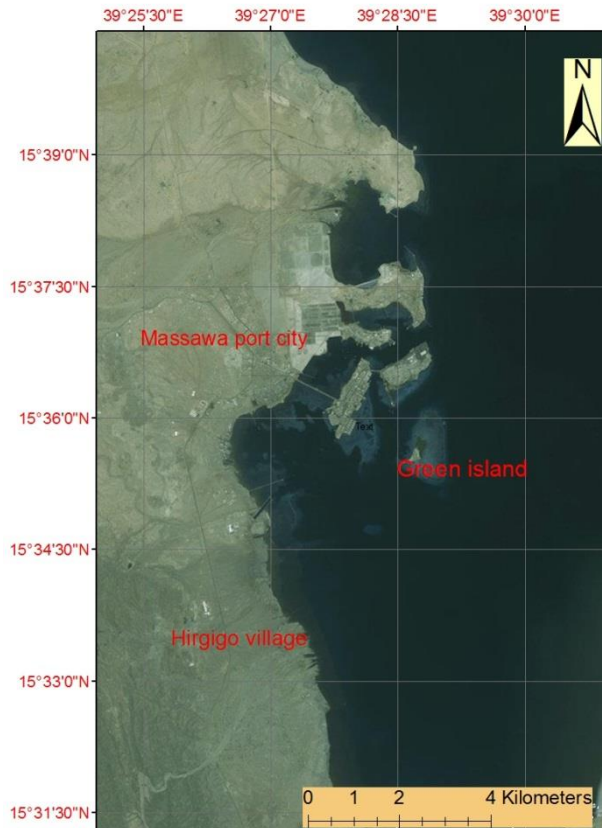 39°25'30"E 39°27'0"E 39°28'30"E 39°30'0"E
N
15°39'0"N
15°37'30"N
Massawa port city
15°36'0"N
Text
Green island
15°34'30"N
Hirgigo village
15°33'0"N
15°31'30"N
0 1 2 4 Kilometers